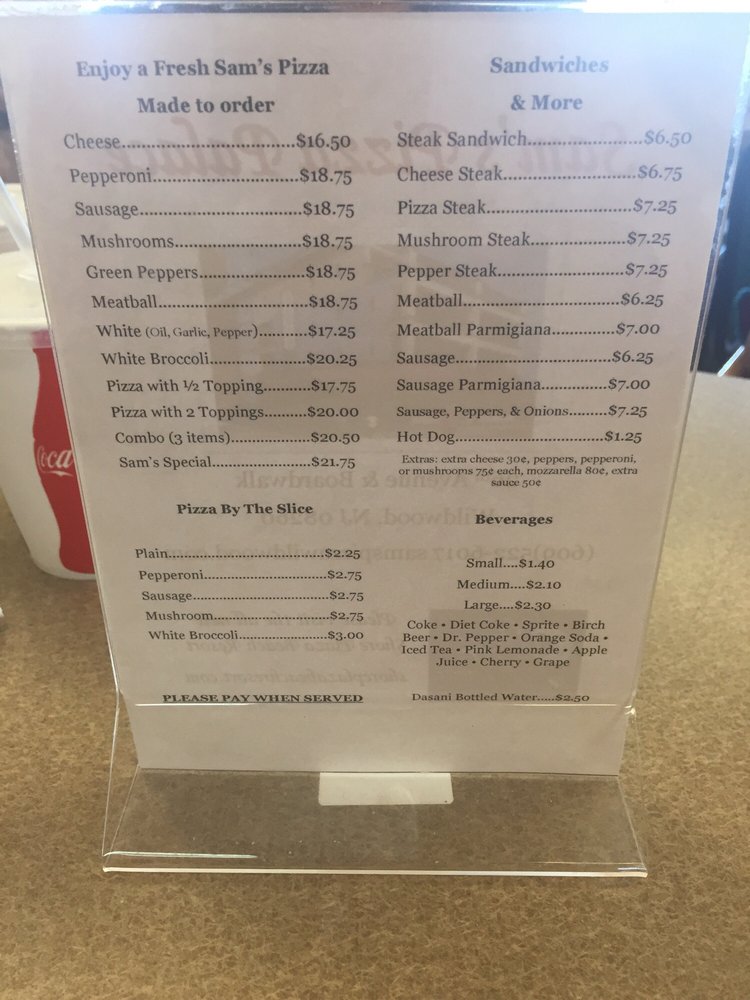 Enjoy a Fresh Sam's Pizza
Made to order
Cheese..............................$16.50
Pepperoni..........................$18.75
Sausage.............................$18.75
Mushrooms......................$18.75
Green Peppers...................$18.75
Meatball............................$18.75
White (Oil, Garlic, Pepper)..........$17.25
White Broccoli...................$20.25
Pizza with ½ Topping..........$17.75
Pizza with 2 Toppings.........$20.00
Combo (3 items).................$20.50
Sam's Special.....................$21.75
Pizza By The Slice
Plain..................................$2.25
Pepperoni..........................$2.75
Sausage.............................$2.75
Mushroom........................$2.75
White Broccoli...................$3.00
PLEASE PAY WHEN SERVED
Sandwiches
& More
Steak Sandwich....................$6.50
Cheese Steak.......................$6.75
Pizza Steak.........................$7.25
Mushroom Steak.................$7.25
Pepper Steak.......................$7.25
Meatball.............................$6.25
Meatball Parmigiana...........$7.00
Sausage..............................$6.25
Sausage Parmigiana............$7.00
Sausage, Peppers, & Onions.........$7.25
Hot Dog..............................$1.25
Extras: extra cheese 30¢, peppers, pepperoni,
or mushrooms 75¢ each, mozzarella 80¢, extra
sauce 50¢
Beverages
Small....$1.40
Medium....$2.10
Large....$2.30
Coke • Diet Coke • Sprite • Birch
Beer • Dr. Pepper • Orange Soda •
Iced Tea • Pink Lemonade • Apple
Juice • Cherry • Grape
Dasani Bottled Water.....$2.50
Coca